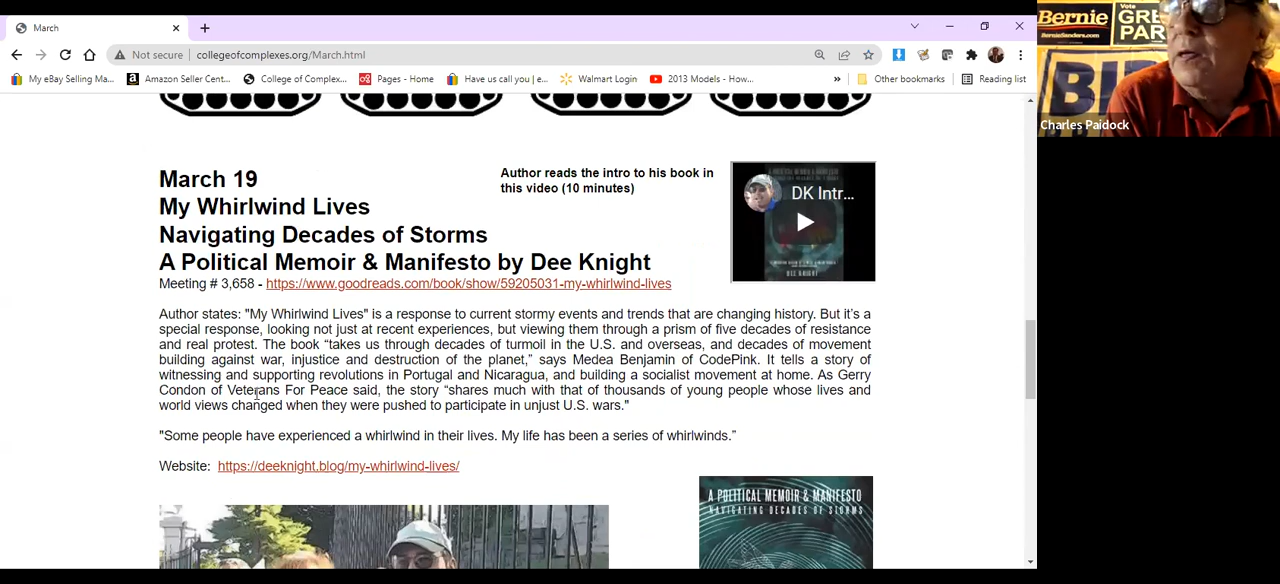 March
Not secure
collegeofcomplexes.org/March.html
My eBay Selling Ma...
Amazon Seller Cent...
College of Complex...
Pages - Home
Have us call you | e...
Walmart Login
2013 Models - How...
»
Other bookmarks
Reading list
Bernie
BernieSanders.com
Vote
GRE
PAR
Charles Paidock
March 19
My Whirlwind Lives
Navigating Decades of Storms
A Political Memoir & Manifesto by Dee Knight
Author reads the intro to his book in
this video (10 minutes)
DK Intr...
DEE KNIGHT
Meeting # 3,658 - https://www.goodreads.com/book/show/59205031-my-whirlwind-lives
Author states: "My Whirlwind Lives" is a response to current stormy events and trends that are changing history. But it's a
special response, looking not just at recent experiences, but viewing them through a prism of five decades of resistance
and real protest. The book “takes us through decades of turmoil in the U.S. and overseas, and decades of movement
building against war, injustice and destruction of the planet,” says Medea Benjamin of CodePink. It tells a story of
witnessing and supporting revolutions in Portugal and Nicaragua, and building a socialist movement at home. As Gerry
Condon of Veterans For Peace said, the story “shares much with that of thousands of young people whose lives and
world views changed when they were pushed to participate in unjust U.S. wars."
"Some people have experienced a whirlwind in their lives. My life has been a series of whirlwinds.”
Website: https://deeknight.blog/my-whirlwind-lives/
A POLITICAL MEMOIR & MANIFESTO
NAVIGATING DECADES OF STORMS